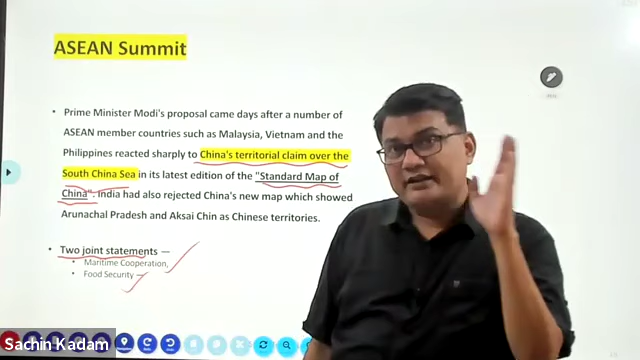 ASEAN Summit
• Prime Minister Modi's proposal came days after a number of
ASEAN member countries such as Malaysia, Vietnam and the
Philippines reacted sharply to China's territorial claim over the
South China Sea in its latest edition of the "Standard Map of
China". India had also rejected China's new map which showed
Arunachal Pradesh and Aksai Chin as Chinese territories.
• Two joint statements –
• Maritime Cooperation,
• Food Security –
Sachin Kadam